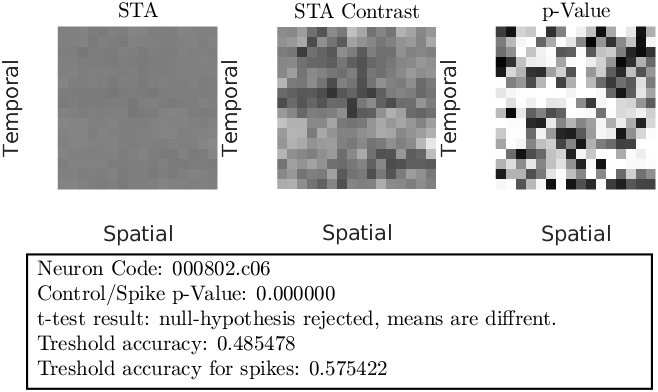 STA
STA Contrast
p-Value
Temporal
Temporal
Temporal
Spatial
Spatial
Spatial
Neuron Code: 000802.c06
Control/Spike p-Value: 0.000000
t-test result: null-hypothesis rejected, means are diffrent.
Treshold accuracy: 0.485478
Treshold accuracy for spikes: 0.575422